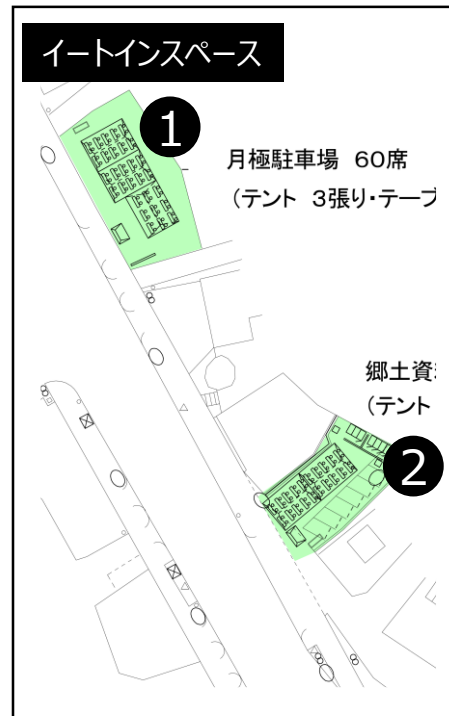 イートインスペース
1
月極駐車場 60席
(テント 3張り・テーブ
郷土資
(テント
2